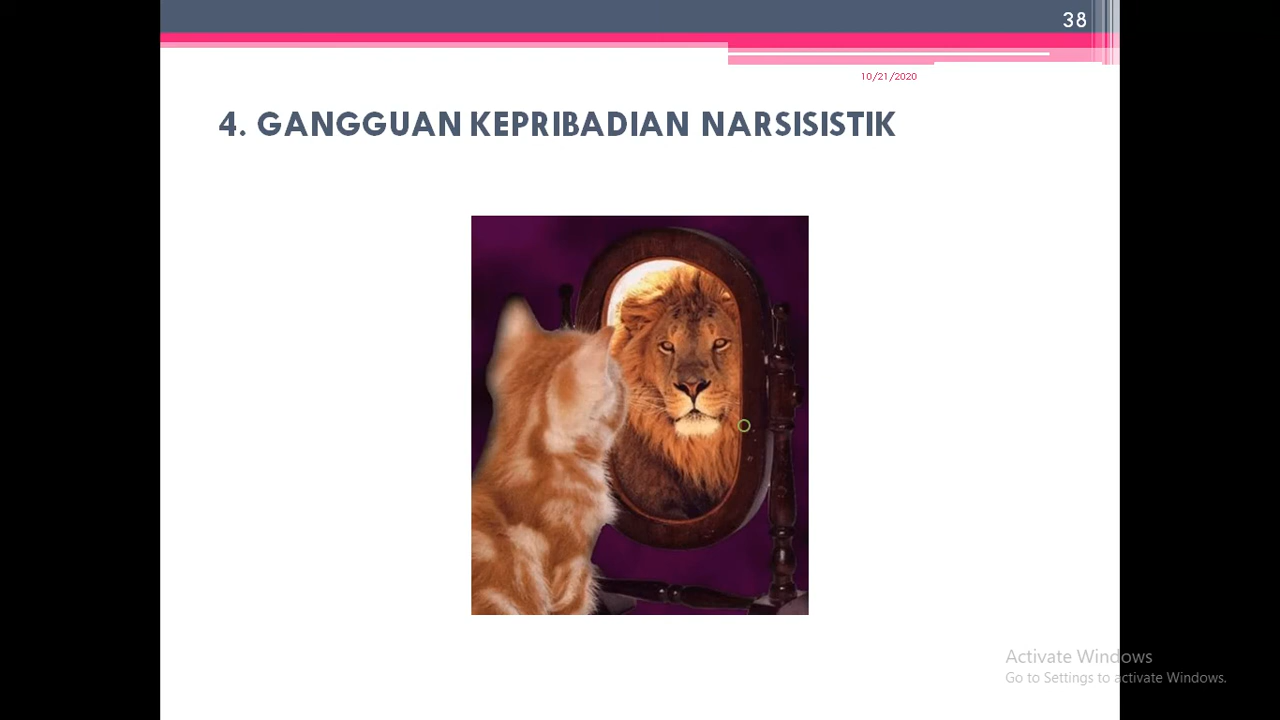 38
10/21/2020
4. GANGGUAN KEPRIBADIAN NARSISISTIK
Activate Windows
Go to Settings to activate Windows.